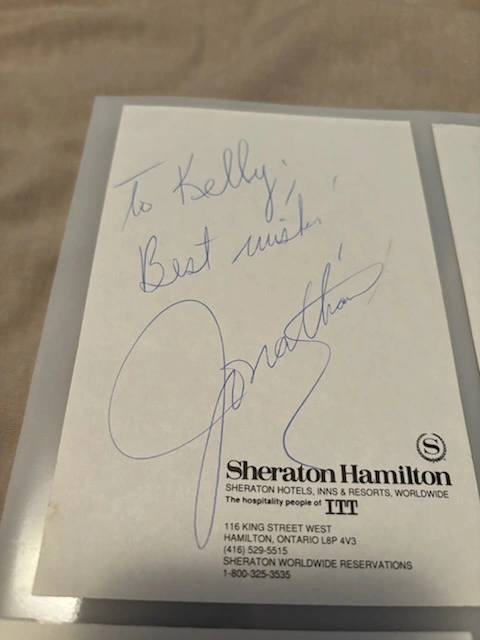 To Kelly,
Best wishes!
Jonathan
S
Sheraton Hamilton
SHERATON HOTELS, INNS & RESORTS, WORLDWIDE
The hospitality people of ITT
116 KING STREET WEST
HAMILTON, ONTARIO L8P 4V3
(416) 529-5515
SHERATON WORLDWIDE RESERVATIONS
1-800-325-3535